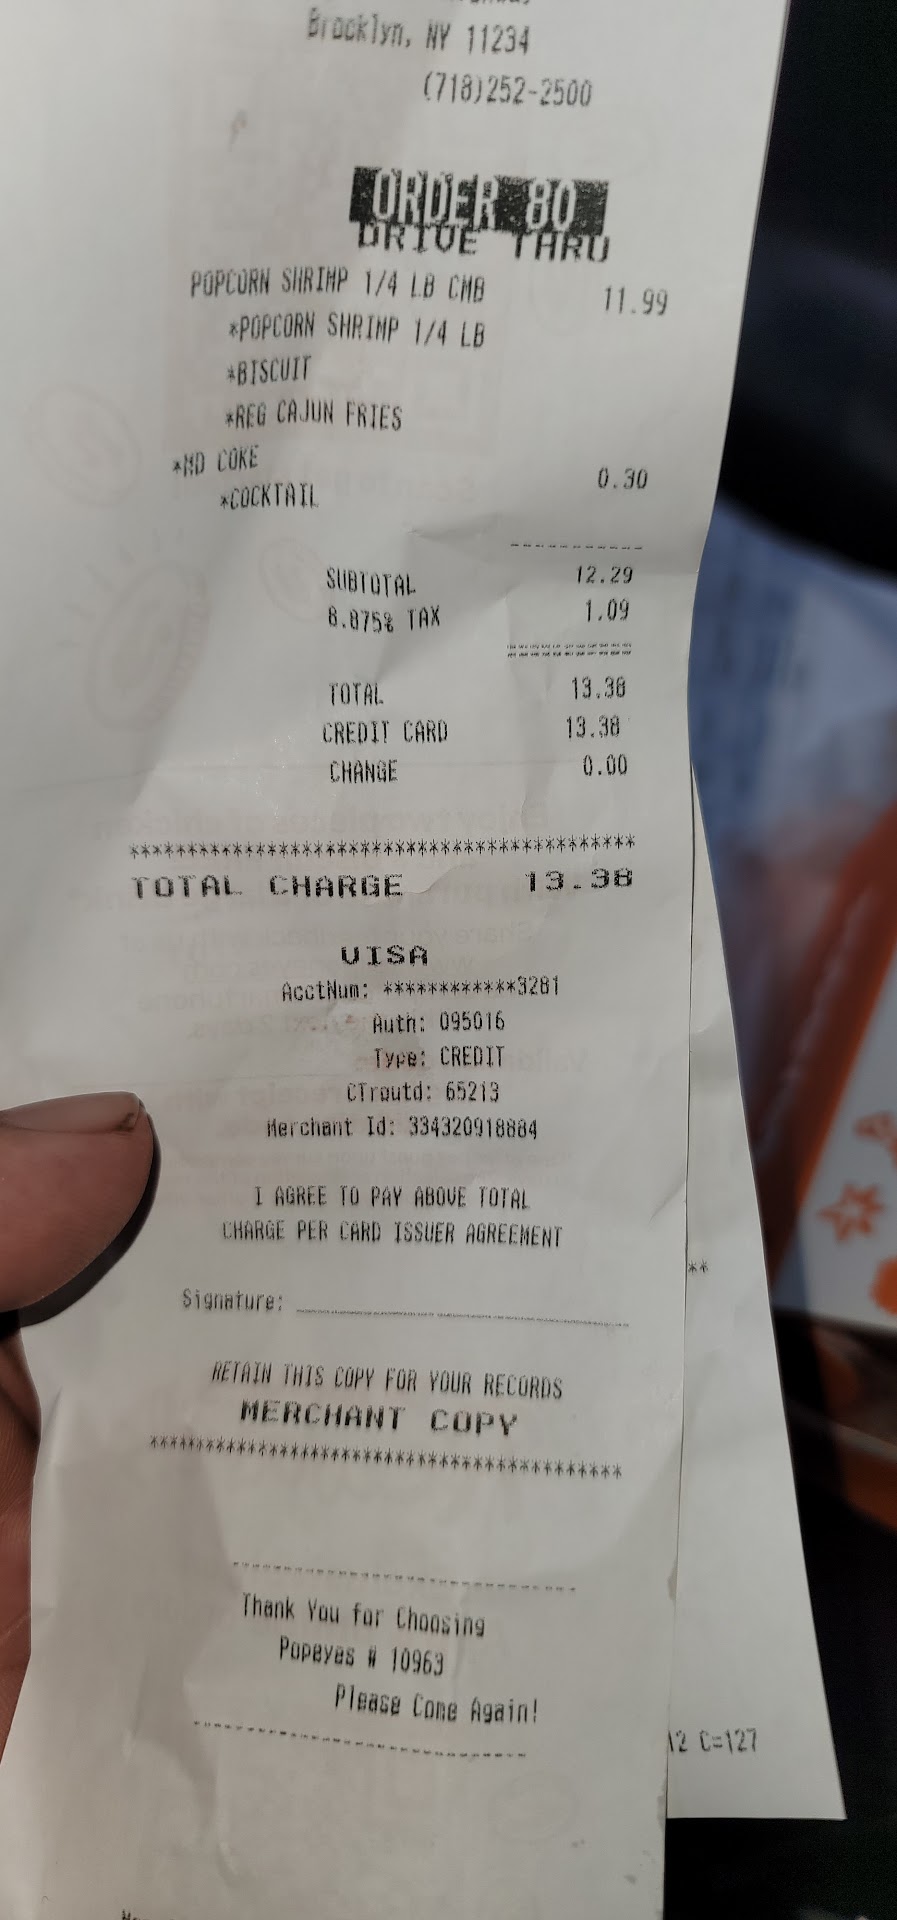 Brooklyn, NY 11234
(718)252-2500
ORDER 80
DRIVE THRU
POPCORN SHRIMP 1/4 LB CMB 11.99
*POPCORN SHRIMP 1/4 LB
*BISCUIT
*REG CAJUN FRIES
*MD COKE
*COCKTAIL 0.30
----------
SUBTOTAL 12.29
8.875% TAX 1.09
==========
TOTAL 13.38
CREDIT CARD 13.38
CHANGE 0.00
******************************************
TOTAL CHARGE 13.38
VISA
AcctNum: ************3281
Auth: 095016
Type: CREDIT
CTroutd: 65213
Merchant Id: 334320918884
I AGREE TO PAY ABOVE TOTAL
CHARGE PER CARD ISSUER AGREEMENT
Signature: ______________________________
RETAIN THIS COPY FOR YOUR RECORDS
MERCHANT COPY
******************************************
------------------------------
Thank You for Choosing
Popeyes # 10963
Please Come Again!
------------------------------
**
C=127